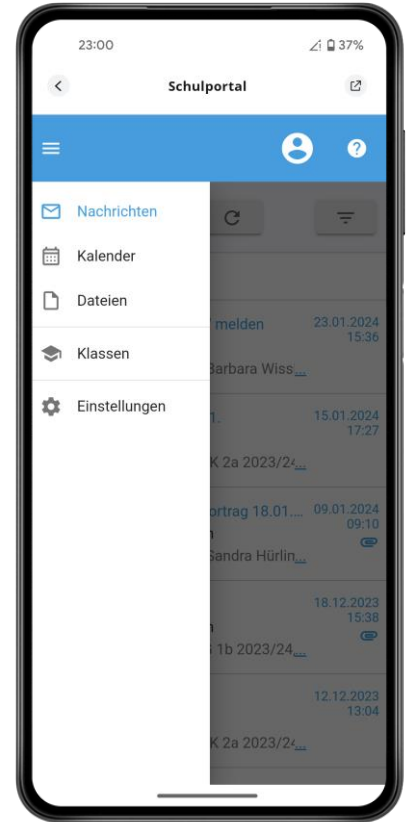 23:00 37%
Schulportal
Nachrichten
Kalender
Dateien
Klassen
Einstellungen
melden 23.01.2024
15:36
Barbara Wiss...
1. 15.01.2024
17:27
K 2a 2023/24...
ortrag 18.01.... 09.01.2024
09:10
Sandra Hürlin...
18.12.2023
15:38
1b 2023/24...
12.12.2023
13:04
K 2a 2023/24...